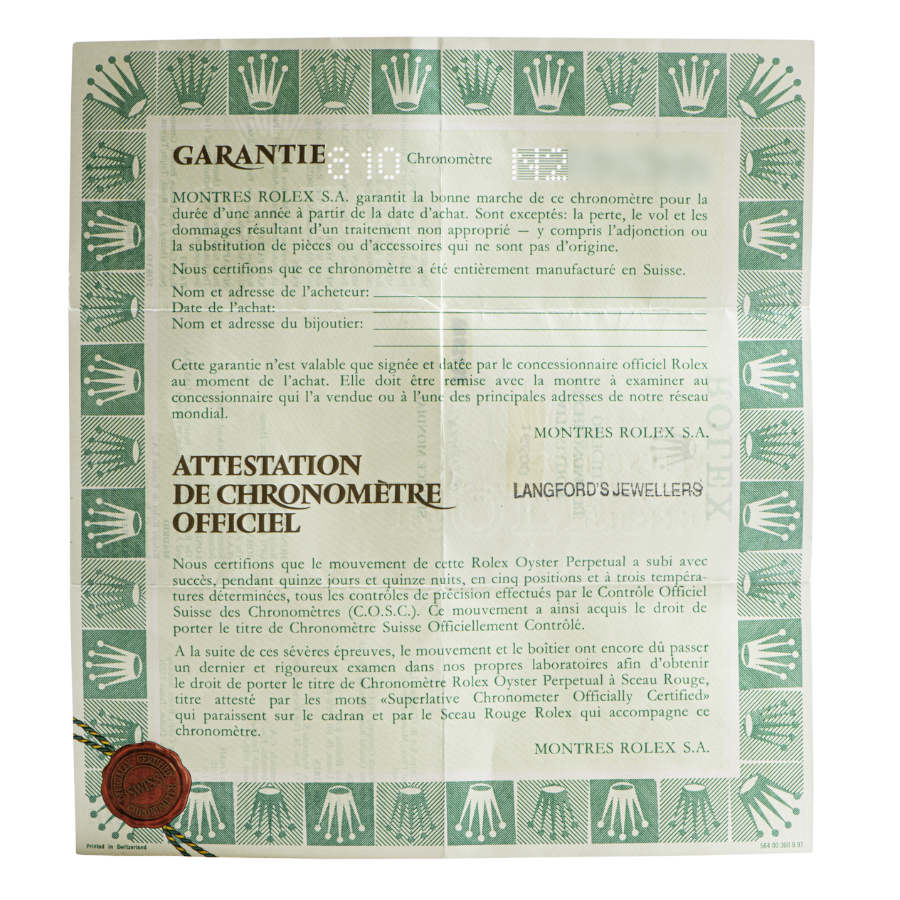 GARANTIE 810 Chronomètre
MONTRES ROLEX S.A. garantit la bonne marche de ce chronomètre pour la
durée d'une année à partir de la date d'achat. Sont exceptés: la perte, le vol et les
dommages résultant d'un traitement non approprié – y compris l'adjonction ou
la substitution de pièces ou d'accessoires qui ne sont pas d'origine.
Nous certifions que ce chronomètre a été entièrement manufacturé en Suisse.
Nom et adresse de l'acheteur:
Date de l'achat:
Nom et adresse du bijoutier:
Cette garantie n'est valable que signée et datée par le concessionnaire officiel Rolex
au moment de l'achat. Elle doit être remise avec la montre à examiner au
concessionnaire qui l'a vendue ou à l'une des principales adresses de notre réseau
mondial.
MONTRES ROLEX S.A.
ATTESTATION
DE CHRONOMÈTRE
OFFICIEL
LANGFORD'S JEWELLERS
Nous certifions que le mouvement de cette Rolex Oyster Perpetual a subi avec
succès, pendant quinze jours et quinze nuits, en cinq positions et à trois tempéra-
tures déterminées, tous les contrôles de précision effectués par le Contrôle Officiel
Suisse des Chronomètres (C.O.S.C.). Ce mouvement a ainsi acquis le droit de
porter le titre de Chronomètre Suisse Officiellement Contrôlé.
A la suite de ces sévères épreuves, le mouvement et le boîtier ont encore dû passer
un dernier et rigoureux examen dans nos propres laboratoires afin d'obtenir
le droit de porter le titre de Chronomètre Rolex Oyster Perpetual à Sceau Rouge,
titre attesté par les mots «Superlative Chronometer Officially Certified»
qui paraissent sur le cadran et par le Sceau Rouge Rolex qui accompagne ce
chronomètre.
MONTRES ROLEX S.A.
Printed in Switzerland
564.00.300.9.91